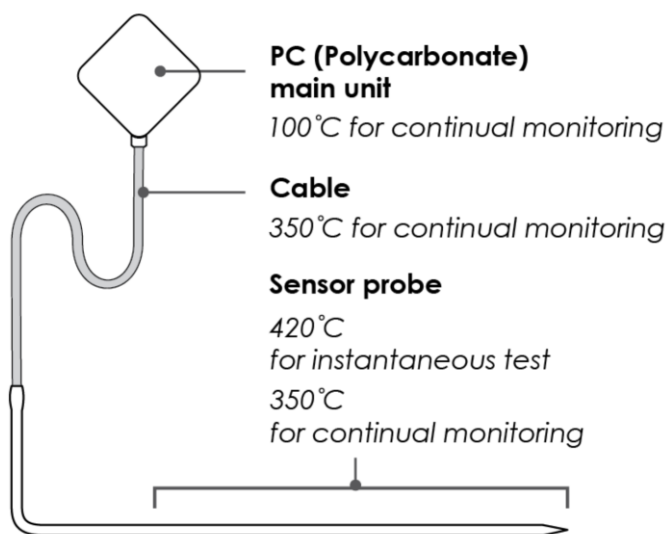 PC (Polycarbonate)
main unit
100˚C for continual monitoring
Cable
350˚C for continual monitoring
Sensor probe
420˚C
for instantaneous test
350˚C
for continual monitoring